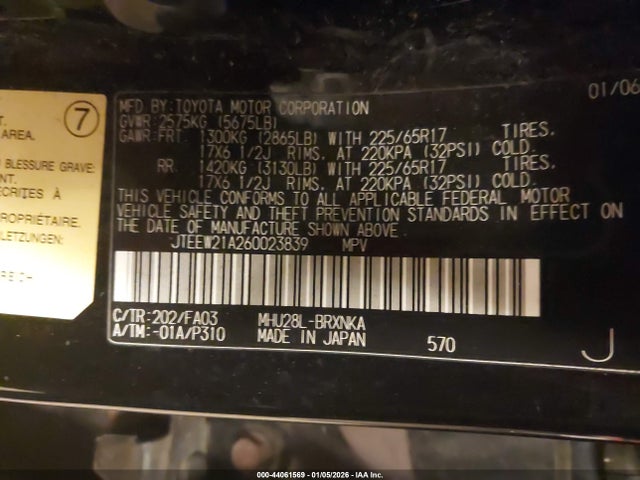 7
AREA.
BLESSURE GRAVE:
NT.
CRITES À
PROPRIÉTAIRE.
LETZUNGEN:
01/06
MFD.BY:TOYOTA MOTOR CORPORATION
GVWR:2575KG (5675LB)
GAWR:FRT. 1300KG (2865LB) WITH 225/65R17 TIRES.
17X6 1/2J RIMS. AT 220KPA (32PSI) COLD.
RR. 1420KG (3130LB) WITH 225/65R17 TIRES.
17X6 1/2J RIMS. AT 220KPA (32PSI) COLD.
THIS VEHICLE CONFORMS TO ALL APPLICABLE FEDERAL MOTOR
VEHICLE SAFETY AND THEFT PREVENTION STANDARDS IN EFFECT ON
THE DATE OF MANUFACTURE SHOWN ABOVE.
JTEEW21A260023839 MPV
C/TR:202/FA03 MHU28L-BRXNKA
A/TM:-01A/P310 MADE IN JAPAN 570
J
000-44061569 - 01/05/2026 - IAA Inc.